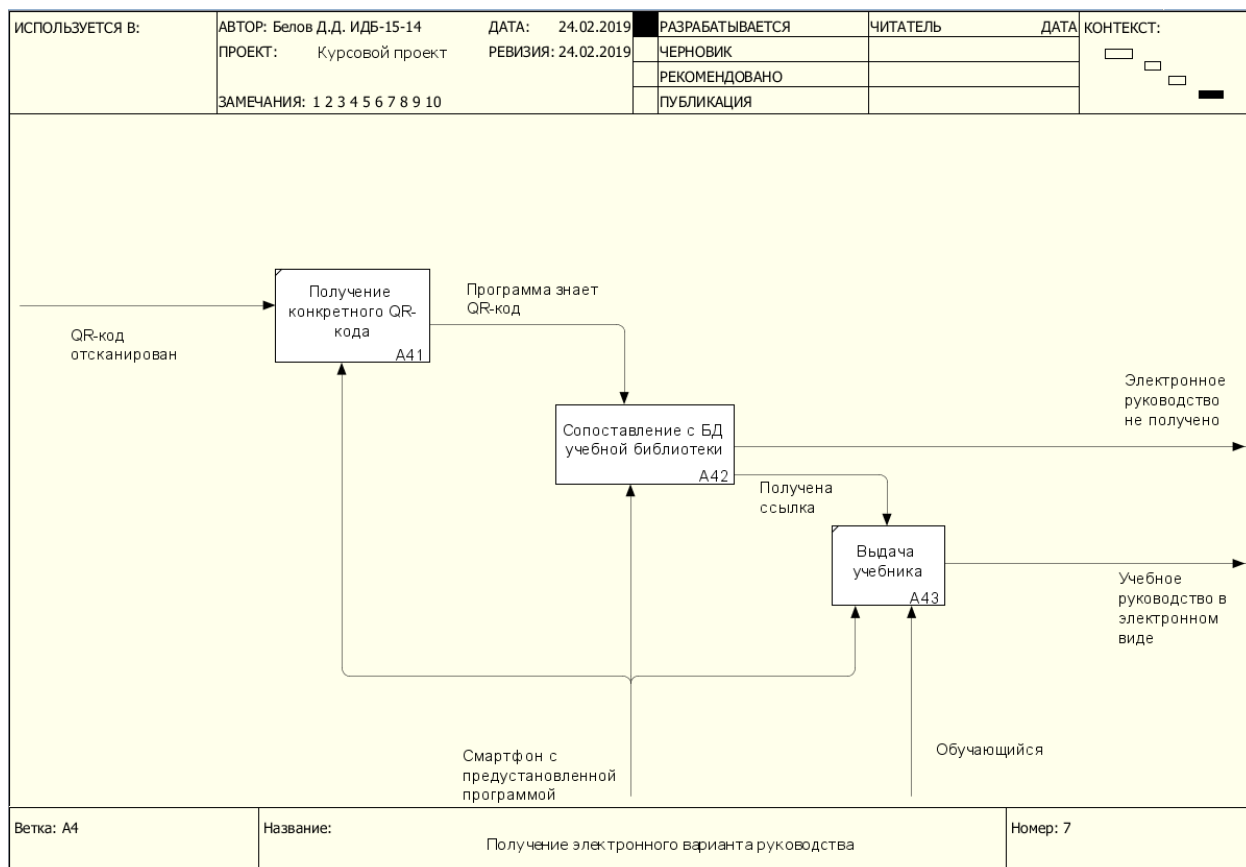 ИСПОЛЬЗУЕТСЯ В:
АВТОР: Белов Д.Д. ИДБ-15-14
ДАТА: 24.02.2019
РАЗРАБАТЫВАЕТСЯ
ЧИТАТЕЛЬ
ДАТА
КОНТЕКСТ:
ПРОЕКТ: Курсовой проект
РЕВИЗИЯ: 24.02.2019
ЧЕРНОВИК
РЕКОМЕНДОВАНО
ЗАМЕЧАНИЯ: 1 2 3 4 5 6 7 8 9 10
ПУБЛИКАЦИЯ
QR-код
отсканирован
Получение
конкретного QR-
кода
A41
Программа знает
QR-код
Сопоставление с БД
учебной библиотеки
A42
Электронное
руководство
не получено
Получена
ссылка
Выдача
учебника
A43
Учебное
руководство в
электронном
виде
Смартфон с
предустановленной
программой
Обучающийся
Ветка: A4
Название:
Получение электронного варианта руководства
Номер: 7